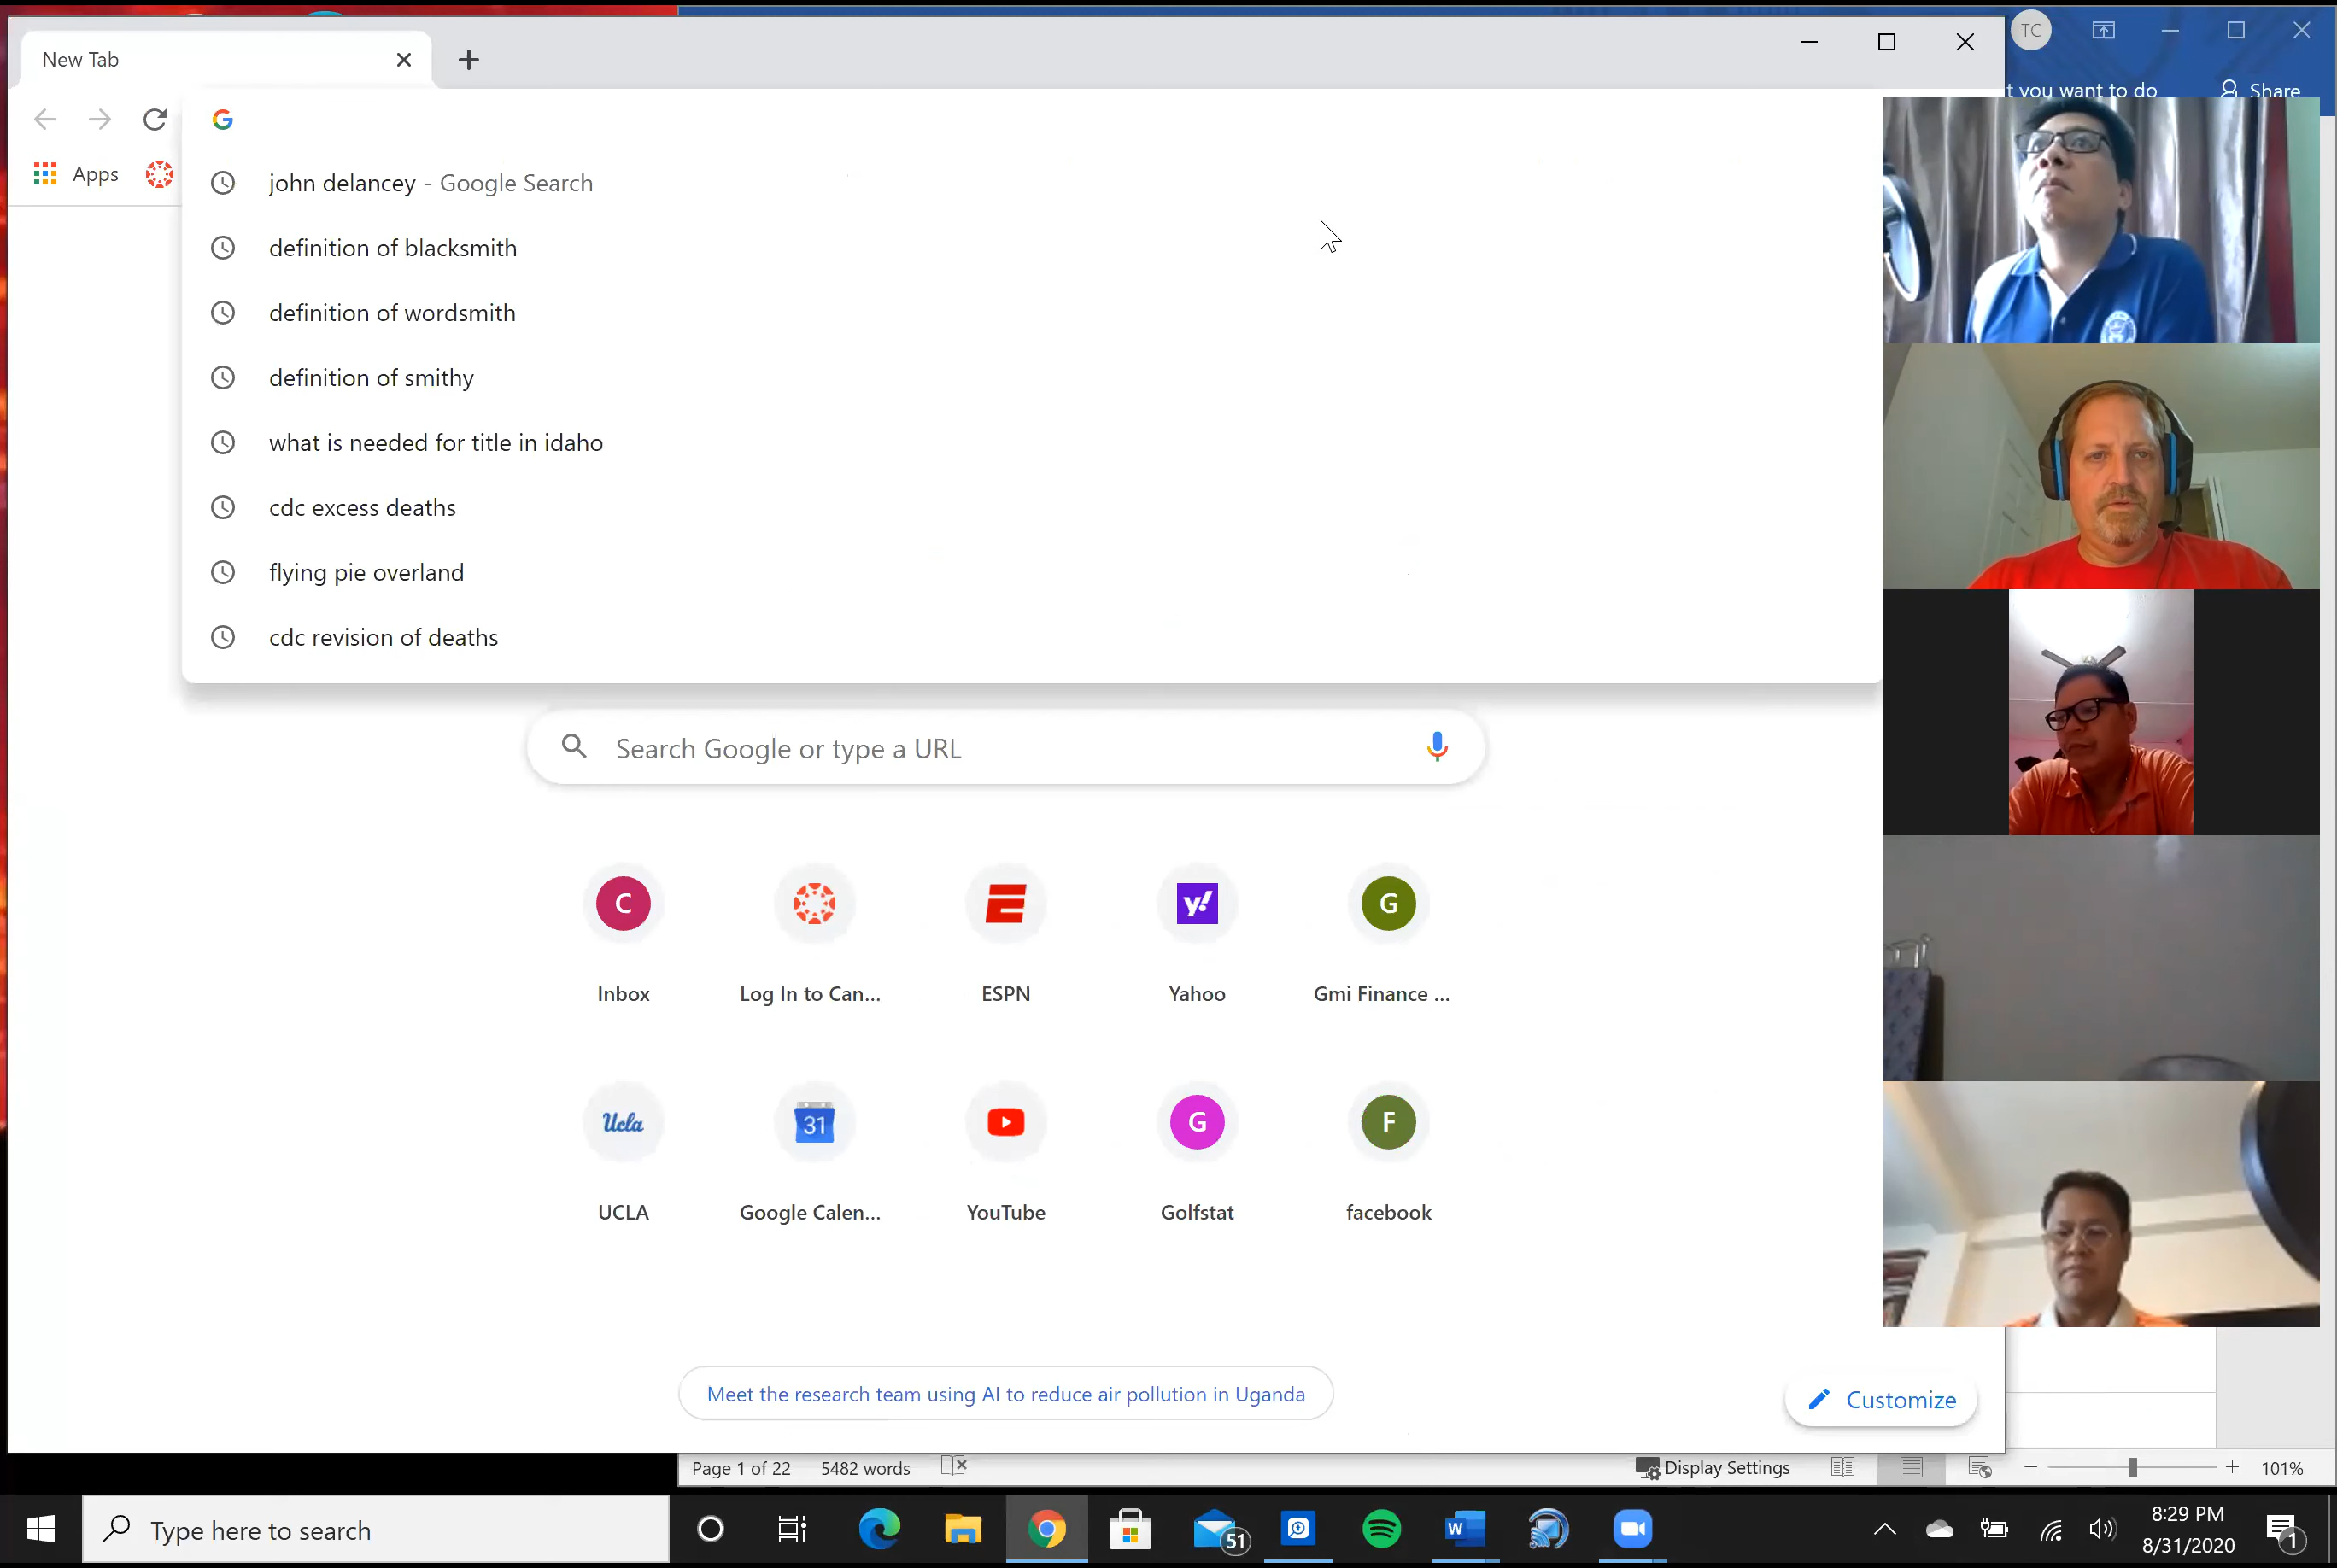 New Tab
TC
t you want to do
Share
Apps
john delancey - Google Search
definition of blacksmith
definition of wordsmith
definition of smithy
what is needed for title in idaho
cdc excess deaths
flying pie overland
cdc revision of deaths
Search Google or type a URL
C
E
y!
G
Inbox
Log In to Can...
ESPN
Yahoo
Gmi Finance ...
Ucla
31
G
F
UCLA
Google Calen...
YouTube
Golfstat
facebook
Meet the research team using AI to reduce air pollution in Uganda
Customize
Page 1 of 22
5482 words
Display Settings
101%
Type here to search
51
W
8:29 PM
8/31/2020
1